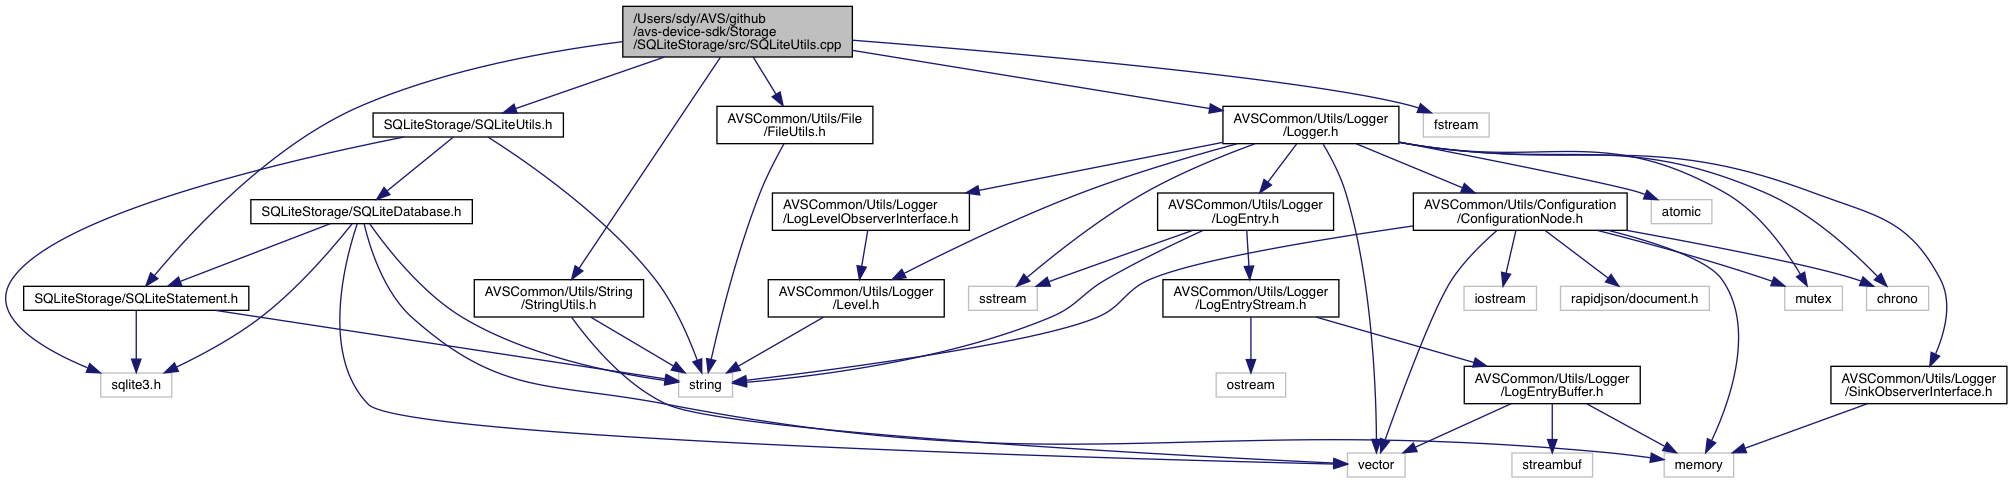 /Users/sdy/AVS/github
/avs-device-sdk/Storage
/SQLiteStorage/src/SQLiteUtils.cpp
SQLiteStorage/SQLiteUtils.h
AVSCommon/Utils/File
/FileUtils.h
AVSCommon/Utils/Logger
/Logger.h
fstream
SQLiteStorage/SQLiteDatabase.h
AVSCommon/Utils/Logger
/LogLevelObserverInterface.h
AVSCommon/Utils/Logger
/LogEntry.h
AVSCommon/Utils/Configuration
/ConfigurationNode.h
atomic
SQLiteStorage/SQLiteStatement.h
AVSCommon/Utils/String
/StringUtils.h
AVSCommon/Utils/Logger
/Level.h
sstream
AVSCommon/Utils/Logger
/LogEntryStream.h
iostream
rapidjson/document.h
mutex
chrono
sqlite3.h
string
ostream
AVSCommon/Utils/Logger
/LogEntryBuffer.h
AVSCommon/Utils/Logger
/SinkObserverInterface.h
vector
streambuf
memory